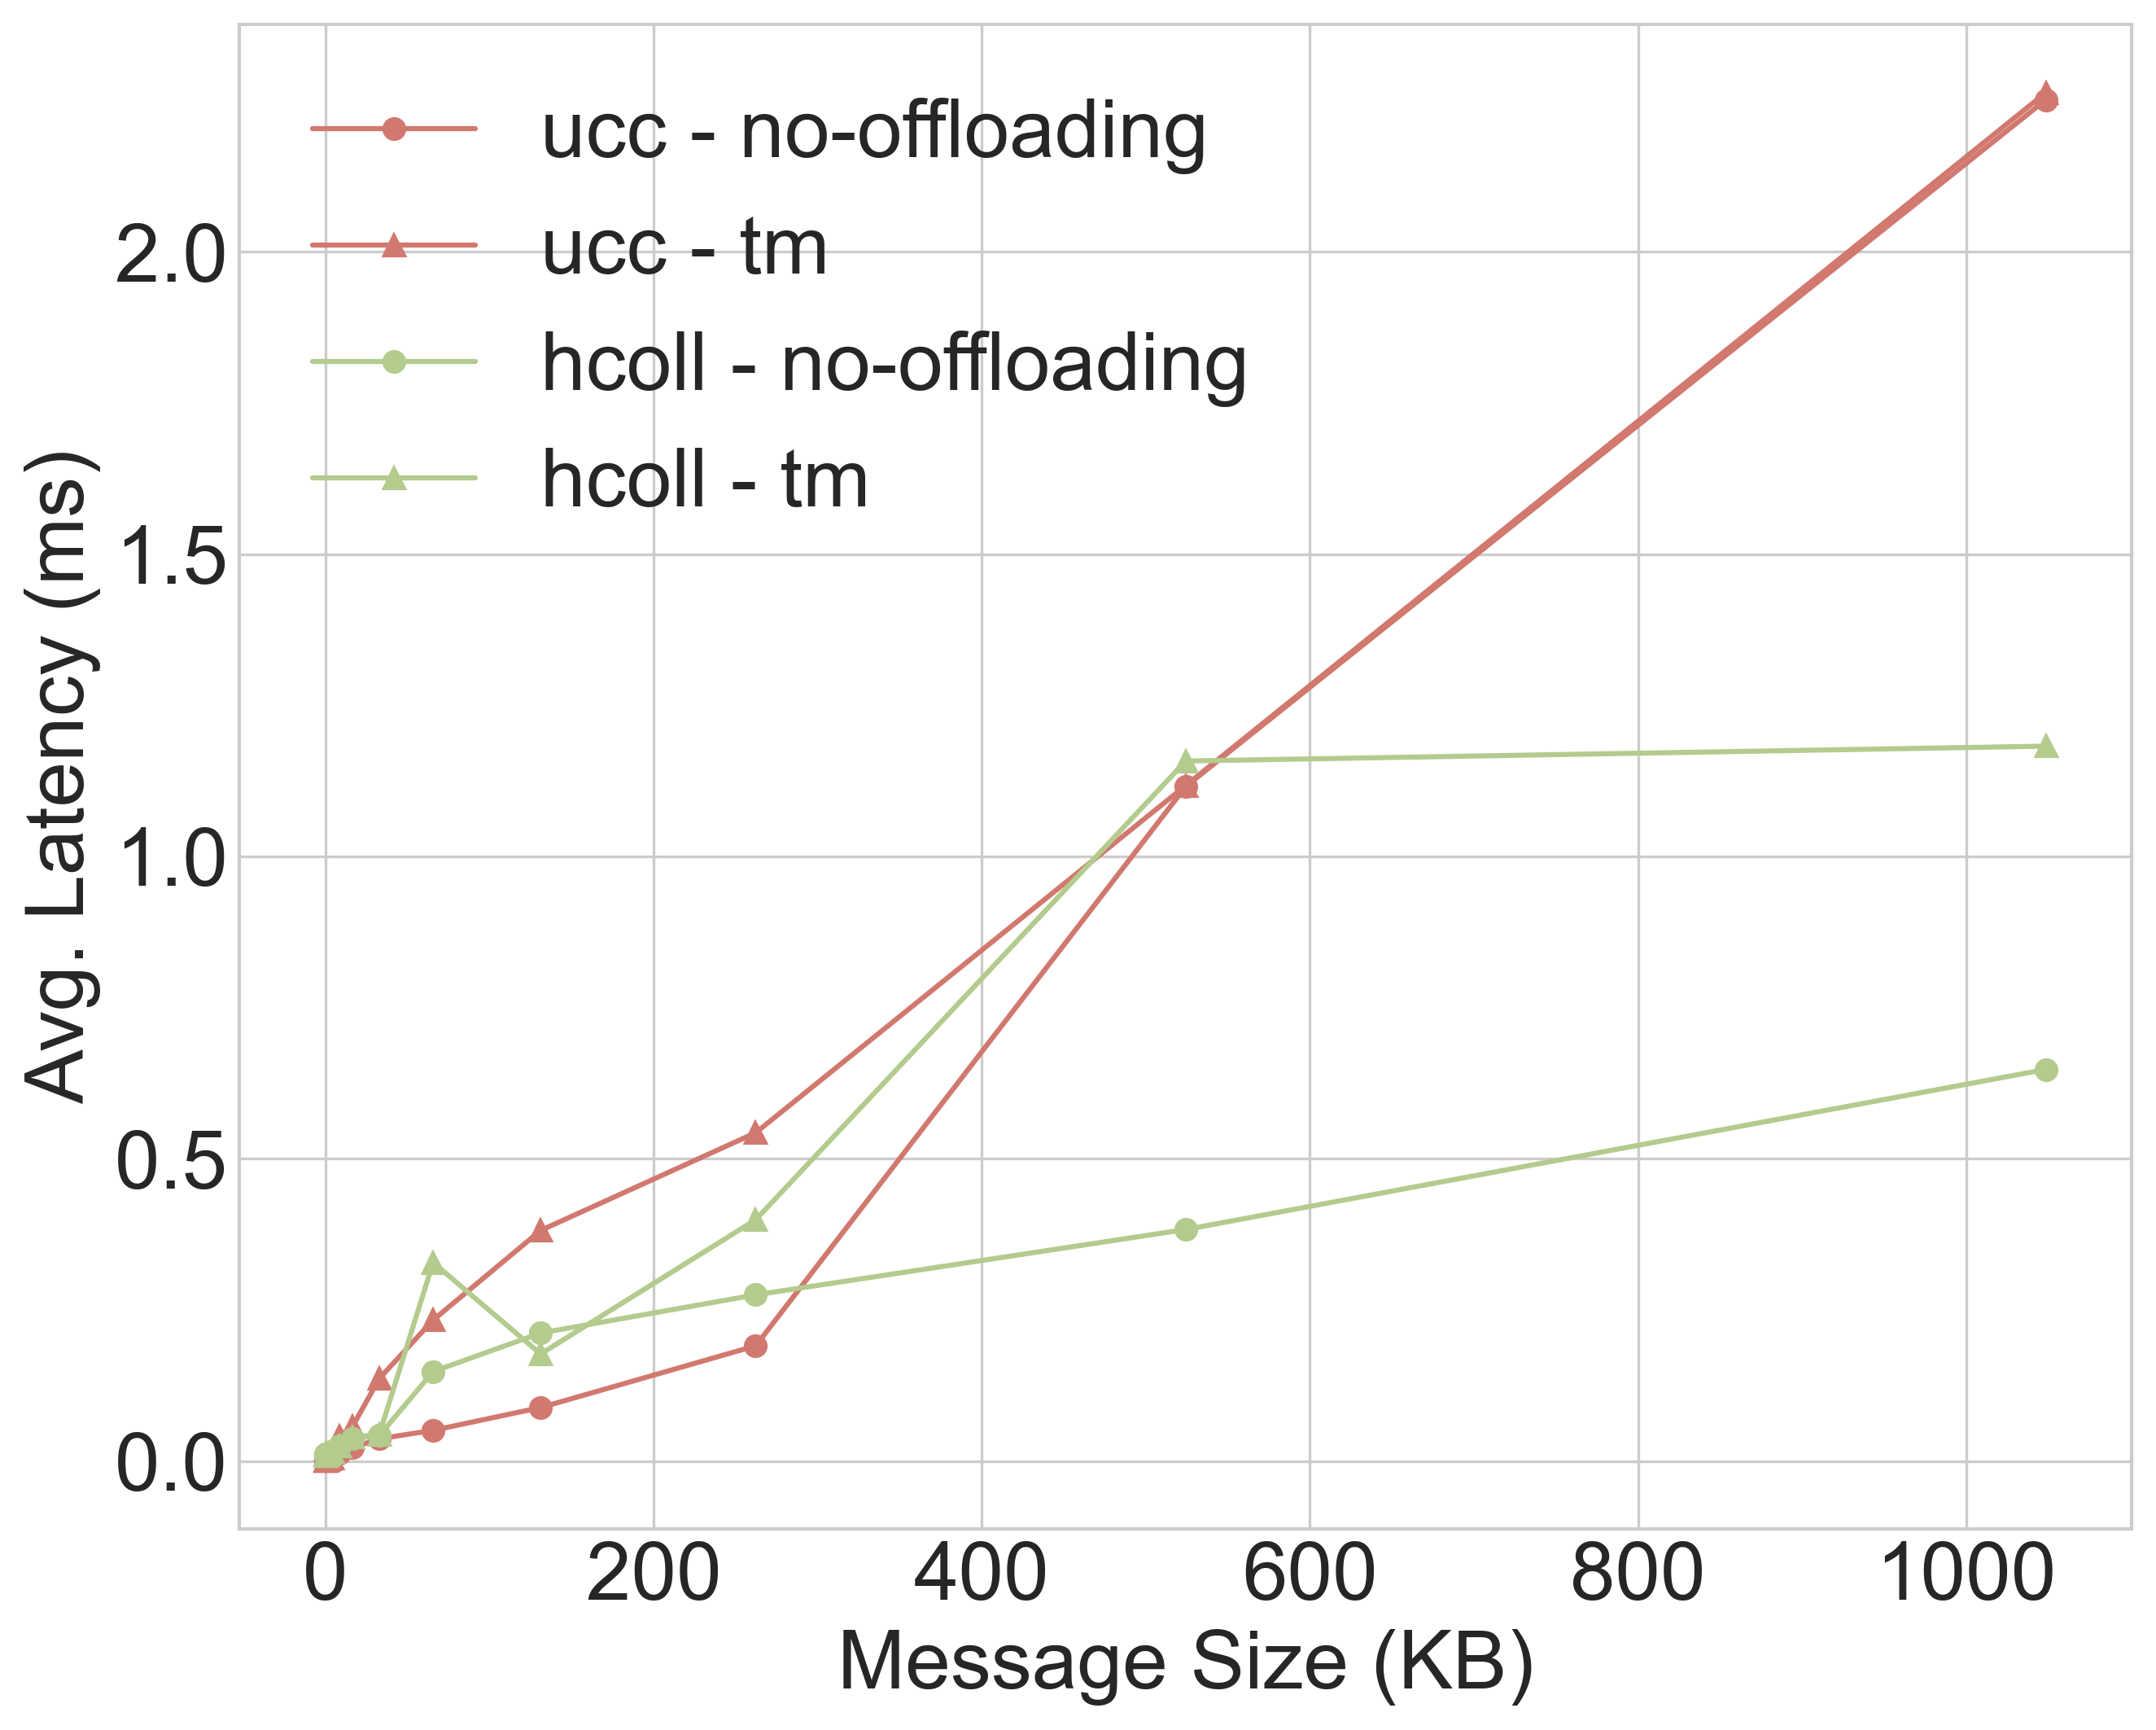 ucc - no-offloading
ucc - tm
hcoll - no-offloading
hcoll - tm
Avg. Latency (ms)
2.0
1.5
1.0
0.5
0.0
0 200 400 600 800 1000
Message Size (KB)